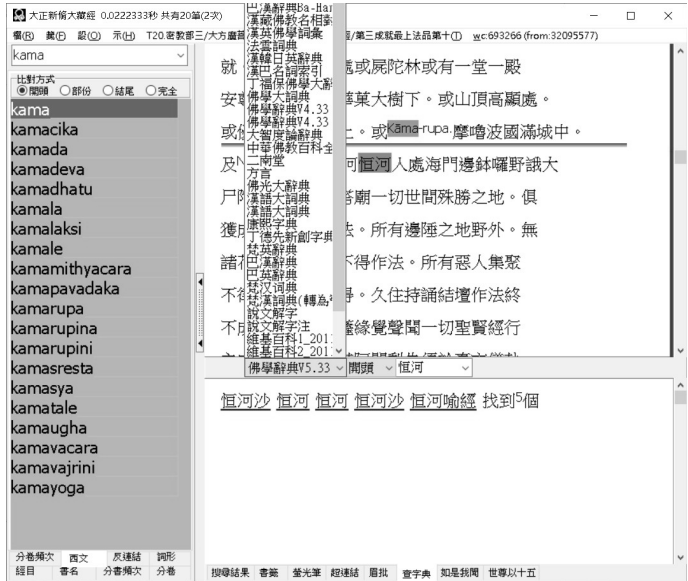 大正新脩大藏經 0.0222333秒 共有20篇(2次)
檔(R) 藏(F) 設(O) 示(H) T20.密教部三/大方廣菩
經/第三成就最上法品第十(T) wc:693266 (from:32095577)
kama
比對方式
開頭 部份 結尾 完全
kama
kamacika
kamada
kamadeva
kamadhatu
kamala
kamalaksi
kamale
kamamithyacara
kamapavadaka
kamarupa
kamarupina
kamarupini
kamasresta
kamasya
kamatale
kamaugha
kamavacara
kamavajrini
kamayoga
分卷頻次 西文 反連結 詞形
經目 書名 分書頻次 分卷
巴漢辭典Ba-Har
漢藏佛教名相對
漢英佛學詞彙
法雲詞典
漢韓日英辭典
漢巴名詞索引
丁福保佛學大辭
佛學大詞典
佛學辭典V4.33
佛學辭典V4.33
大智度論辭典
中華佛教百科全
二南堂
方言
佛光大辭典
漢語大詞典
漢語大詞典
康熙字典
丁德先新創字典
梵英辭典
巴漢辭典
巴英辭典
梵汉词典
梵漢詞典(轉為
說文解字
說文解字注
維基百科1_201
維基百科2_201
就 處或屍陀林或有一堂一殿
安 華菓大樹下。或山頂高顯處。
或 上。或Kāma-rupa.摩嚕波國滿城中。
及 河恒河人處海門邊鉢囉野誐大
尸 塔廟一切世間殊勝之地。俱
獲 法。所有邊陲之地野外。無
諸 不得作法。所有惡人集聚
不 得。久住持誦結壇作法終
不 緣覺聲聞一切聖賢經行
佛學辭典V5.33 開頭 恒河
恒河沙 恒河 恒河 恒河沙 恒河喻經 找到5個
搜尋結果 書籤 螢光筆 超連結 眉批 查字典 如是我聞 世尊以十五